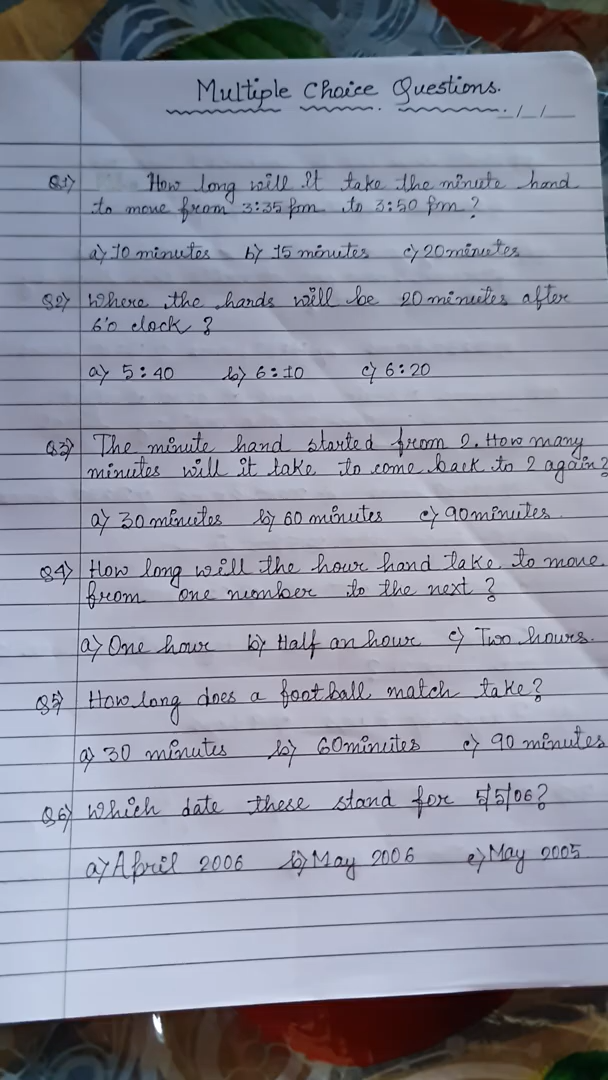 Multiple Choice Questions.
_/_/__
Q1) How long will It take the minute hand
to move from 3:35 pm to 3:50 pm?
a) 10 minutes b) 15 minutes c) 20 minutes
Q2) Where the hands will be 20 minutes after
6'o clock?
a) 5:40 b) 6:10 c) 6:20
Q3) The minute hand started from 2. How many
minutes will it take to come back to 2 again?
a) 30 minutes b) 60 minutes c) 90 minutes
Q4) How long will the hour hand take to move
from one number to the next?
a) One hour b) Half an hour c) Two hours.
Q5) How long does a football match take?
a) 30 minutes b) 60 minutes c) 90 minutes
Q6) Which date these stand for 5/5/06?
a) April 2006 b) May 2006 c) May 2005